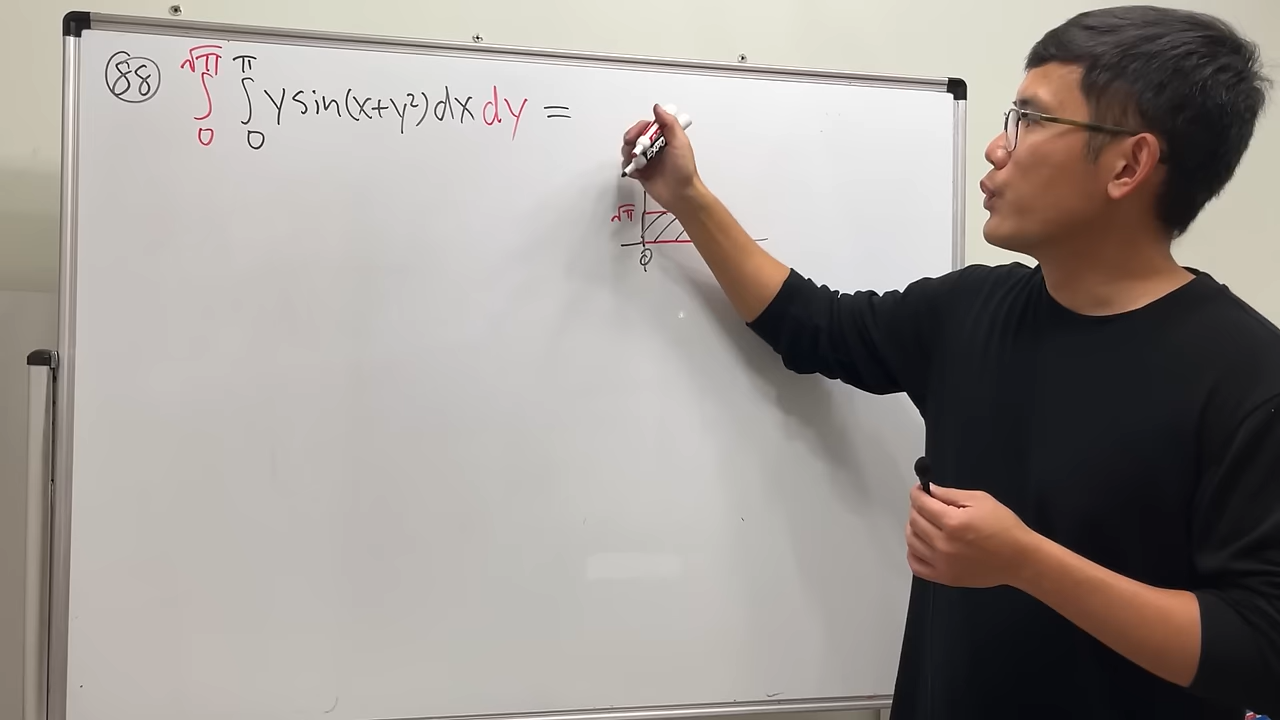 88 ∫₀^√π ∫₀^π y sin(x+y²) dx dy =
EXPO
√π
0